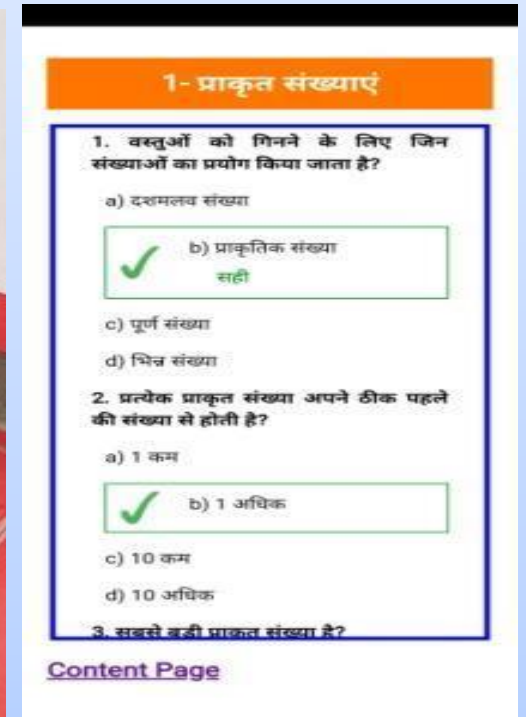 1- प्राकृत संख्याएं
1. वस्तुओं को गिनने के लिए जिन
संख्याओं का प्रयोग किया जाता है?
a) दशमलव संख्या
b) प्राकृतिक संख्या
सही
c) पूर्ण संख्या
d) भिन्न संख्या
2. प्रत्येक प्राकृत संख्या अपने ठीक पहले
की संख्या से होती है?
a) 1 कम
b) 1 अधिक
c) 10 कम
d) 10 अधिक
3. सबसे बड़ी प्राकृत संख्या है?
Content Page